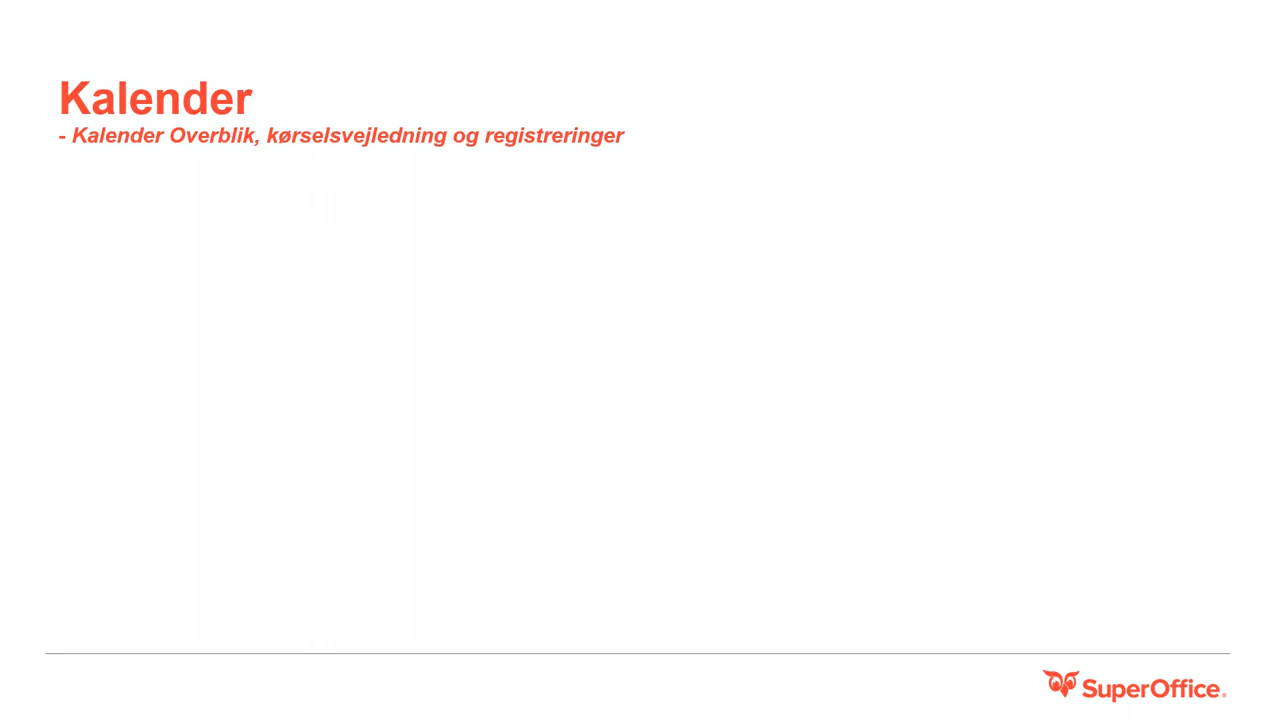 Kalender
- Kalender Overblik, kørselsvejledning og registreringer
SuperOffice®